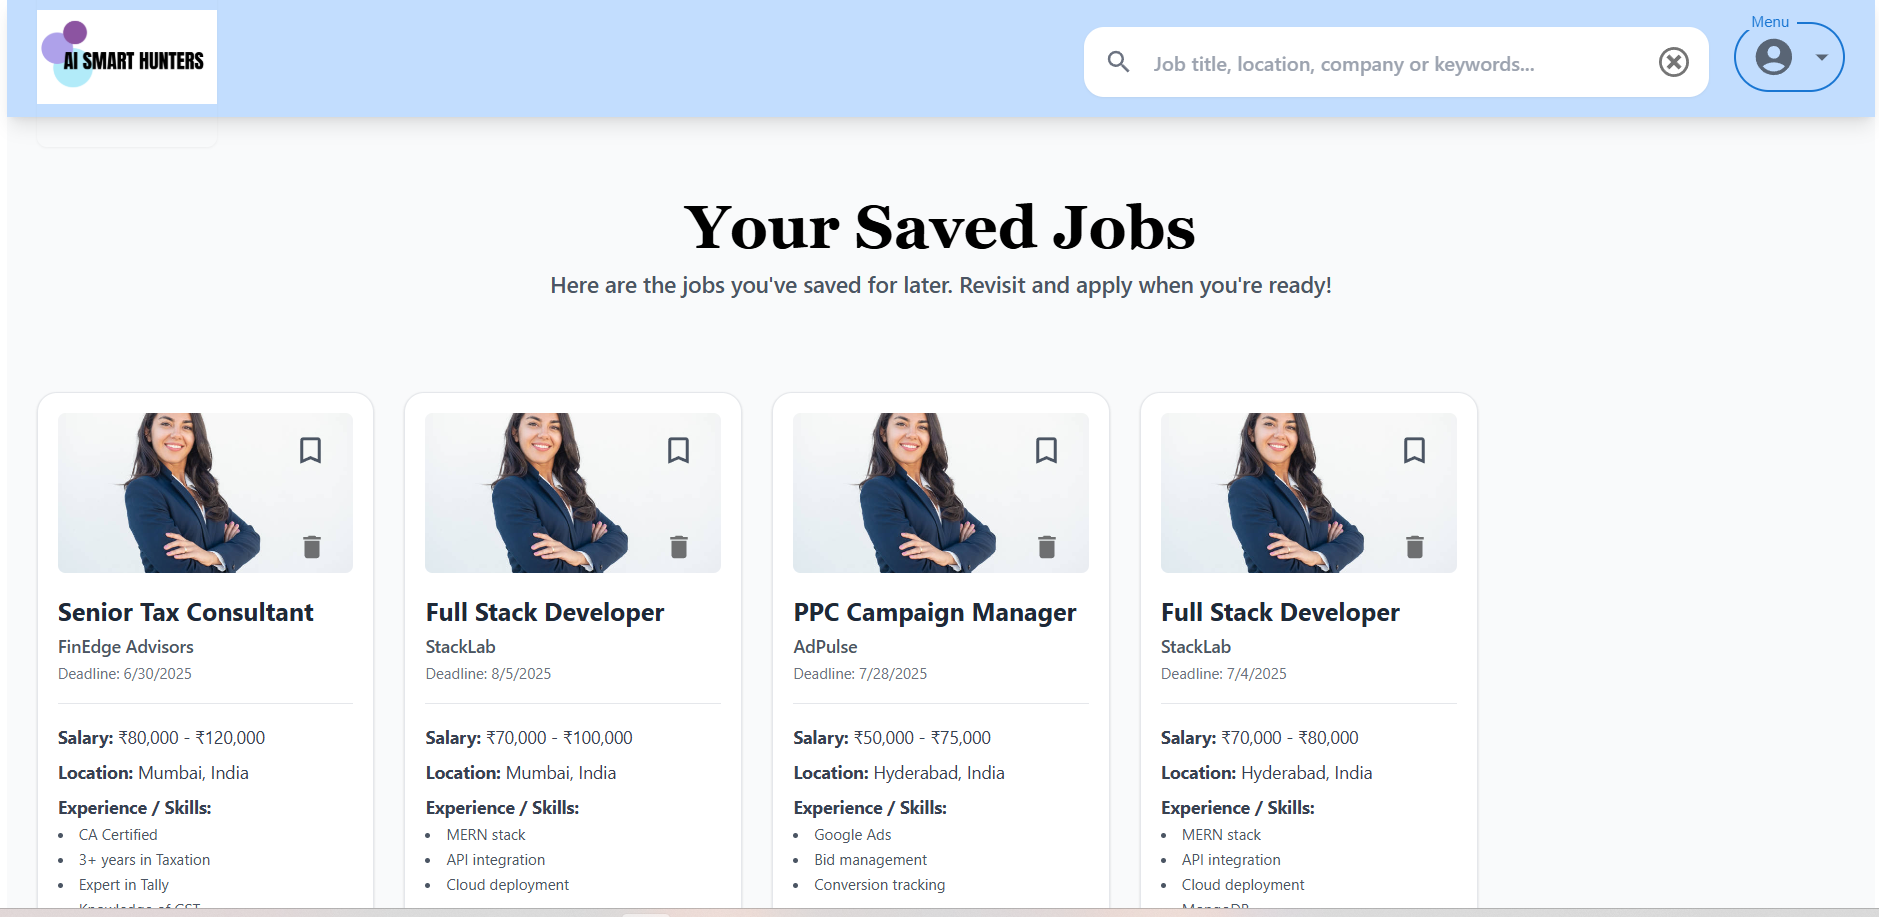 AI SMART HUNTERS
Job title, location, company or keywords...
Menu
Your Saved Jobs
Here are the jobs you've saved for later. Revisit and apply when you're ready!
Senior Tax Consultant
FinEdge Advisors
Deadline: 6/30/2025
Salary: ₹80,000 - ₹120,000
Location: Mumbai, India
Experience / Skills:
• CA Certified
• 3+ years in Taxation
• Expert in Tally
• Knowledge of GST
Full Stack Developer
StackLab
Deadline: 8/5/2025
Salary: ₹70,000 - ₹100,000
Location: Mumbai, India
Experience / Skills:
• MERN stack
• API integration
• Cloud deployment
PPC Campaign Manager
AdPulse
Deadline: 7/28/2025
Salary: ₹50,000 - ₹75,000
Location: Hyderabad, India
Experience / Skills:
• Google Ads
• Bid management
• Conversion tracking
Full Stack Developer
StackLab
Deadline: 7/4/2025
Salary: ₹70,000 - ₹80,000
Location: Hyderabad, India
Experience / Skills:
• MERN stack
• API integration
• Cloud deployment
• MongoDB